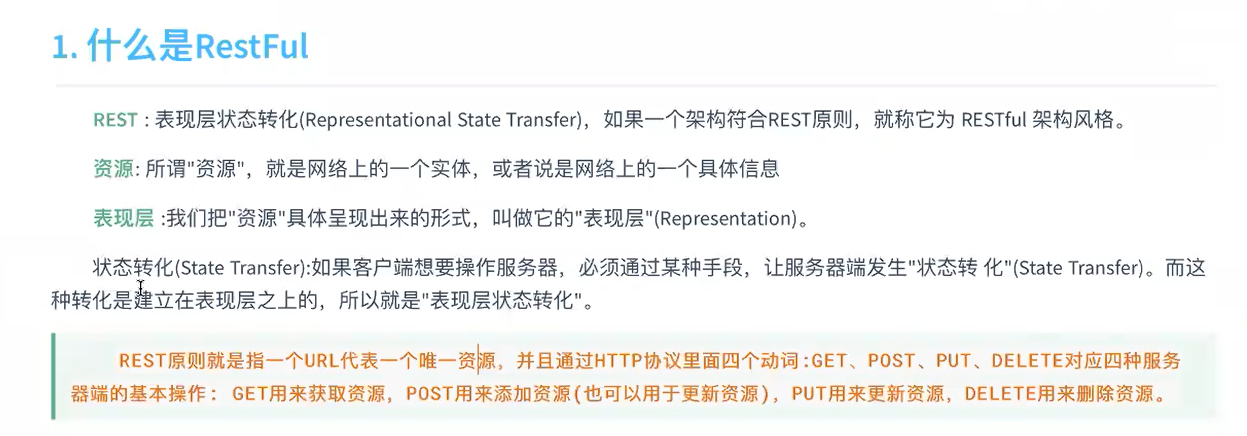 1. 什么是RestFul
REST : 表现层状态转化(Representational State Transfer)，如果一个架构符合REST原则，就称它为 RESTful 架构风格。
资源: 所谓"资源"，就是网络上的一个实体，或者说是网络上的一个具体信息
表现层 :我们把"资源"具体呈现出来的形式，叫做它的"表现层"(Representation)。
状态转化(State Transfer):如果客户端想要操作服务器，必须通过某种手段，让服务器端发生"状态转 化"(State Transfer)。而这
种转化是建立在表现层之上的，所以就是"表现层状态转化"。
REST原则就是指一个URL代表一个唯一资源，并且通过HTTP协议里面四个动词:GET、POST、PUT、DELETE对应四种服务
器端的基本操作: GET用来获取资源，POST用来添加资源(也可以用于更新资源)，PUT用来更新资源，DELETE用来删除资源。